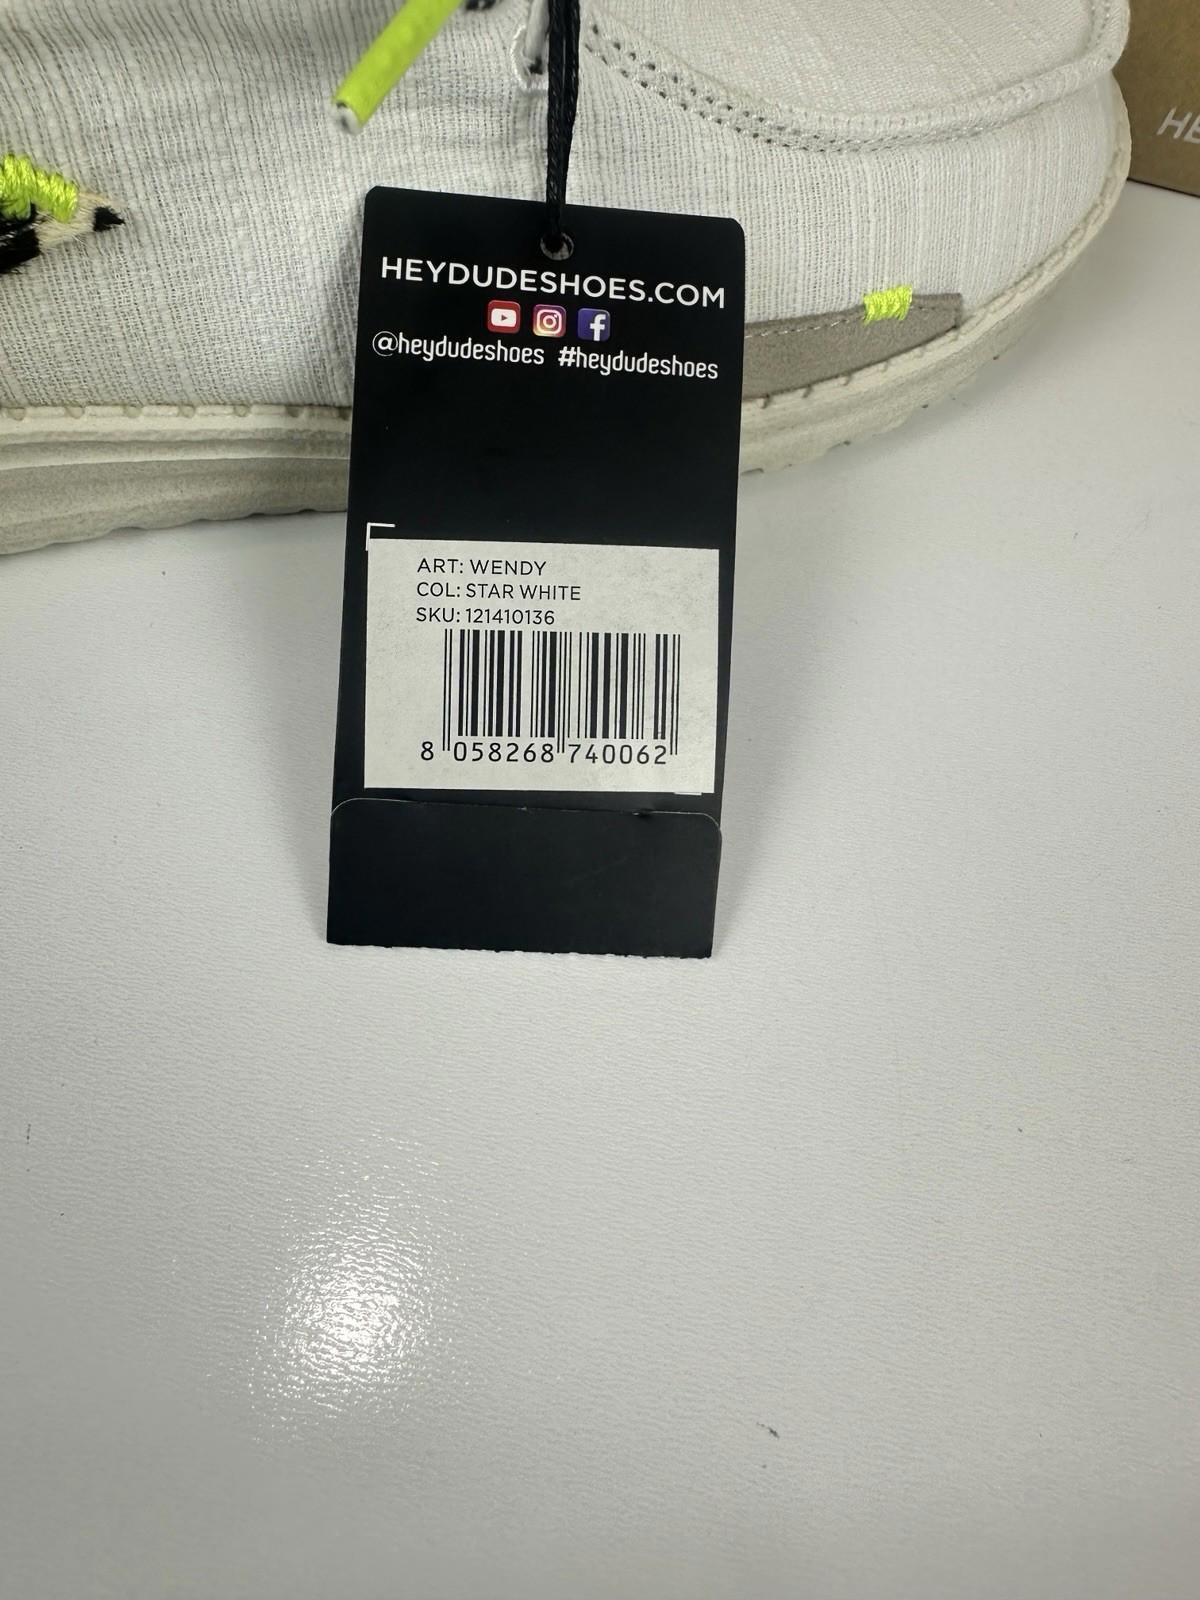 HEYDUDESHOES.COM
@heydudeshoes #heydudeshoes
ART: WENDY
COL: STAR WHITE
SKU: 121410136
8 058268 740062